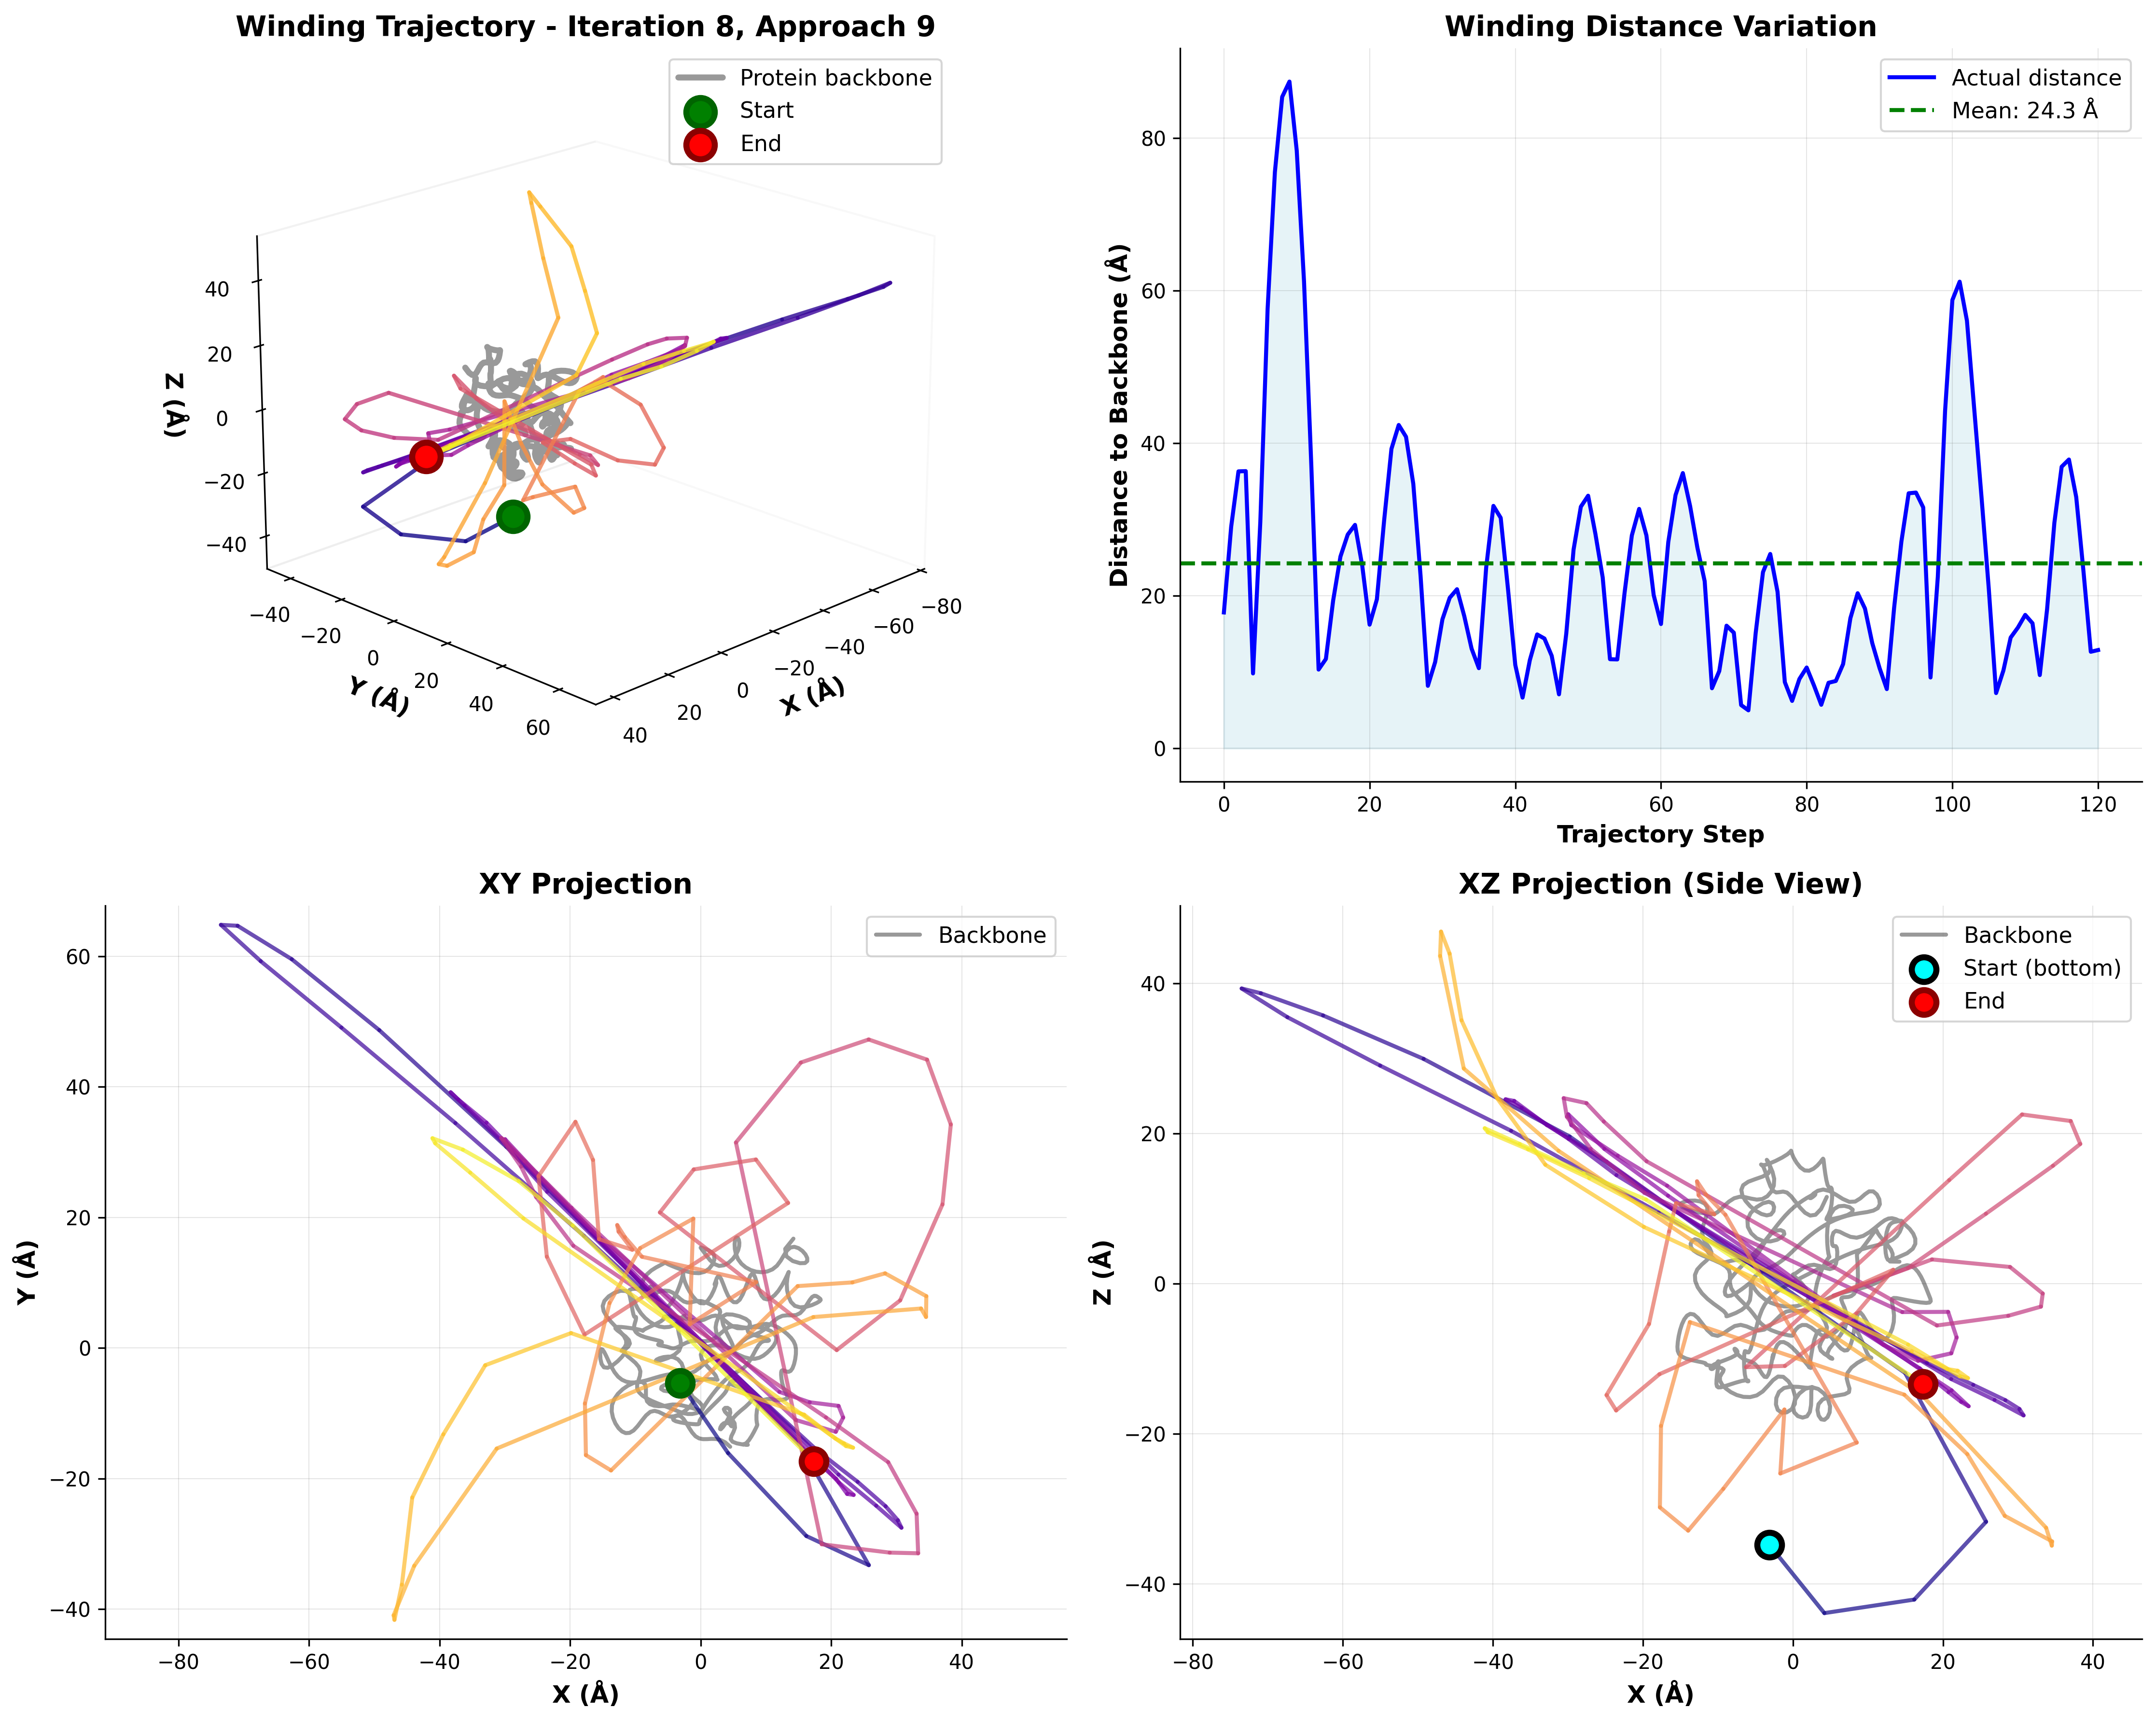 Winding Trajectory - Iteration 8, Approach 9
Protein backbone
Start
End
40
20
0
−20
−40
Z (Å)
−40
−20
0
20
40
60
Y (Å)
40
20
0
−20
−40
−60
−80
X (Å)
Winding Distance Variation
Actual distance
Mean: 24.3 Å
80
60
40
20
0
Distance to Backbone (Å)
0
20
40
60
80
100
120
Trajectory Step
XY Projection
Backbone
60
40
20
0
−20
−40
Y (Å)
−80
−60
−40
−20
0
20
40
X (Å)
XZ Projection (Side View)
Backbone
Start (bottom)
End
40
20
0
−20
−40
Z (Å)
−80
−60
−40
−20
0
20
40
X (Å)